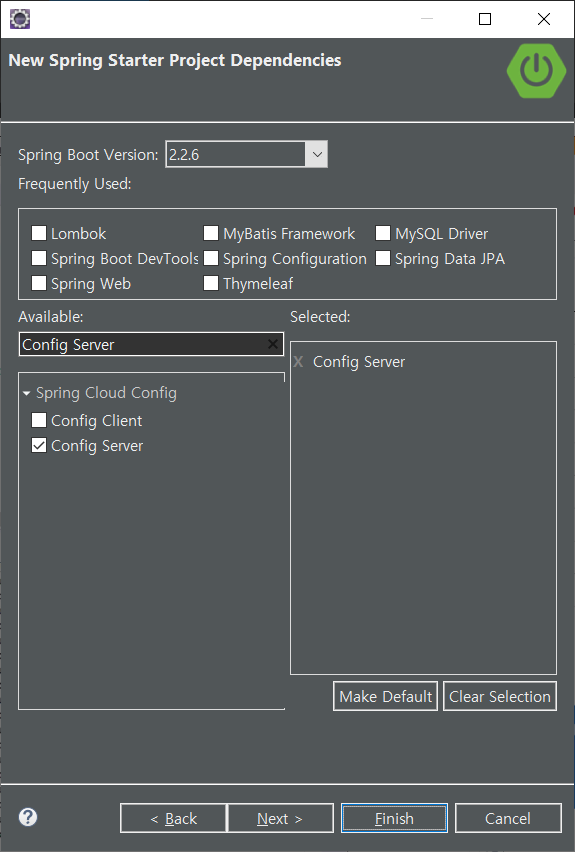 New Spring Starter Project Dependencies
Spring Boot Version: 2.2.6
Frequently Used:
Lombok MyBatis Framework MySQL Driver
Spring Boot DevTools Spring Configuration Spring Data JPA
Spring Web Thymeleaf
Available: Selected:
Config Server X Config Server
Spring Cloud Config
Config Client
Config Server
Make Default Clear Selection
? < Back Next > Finish Cancel